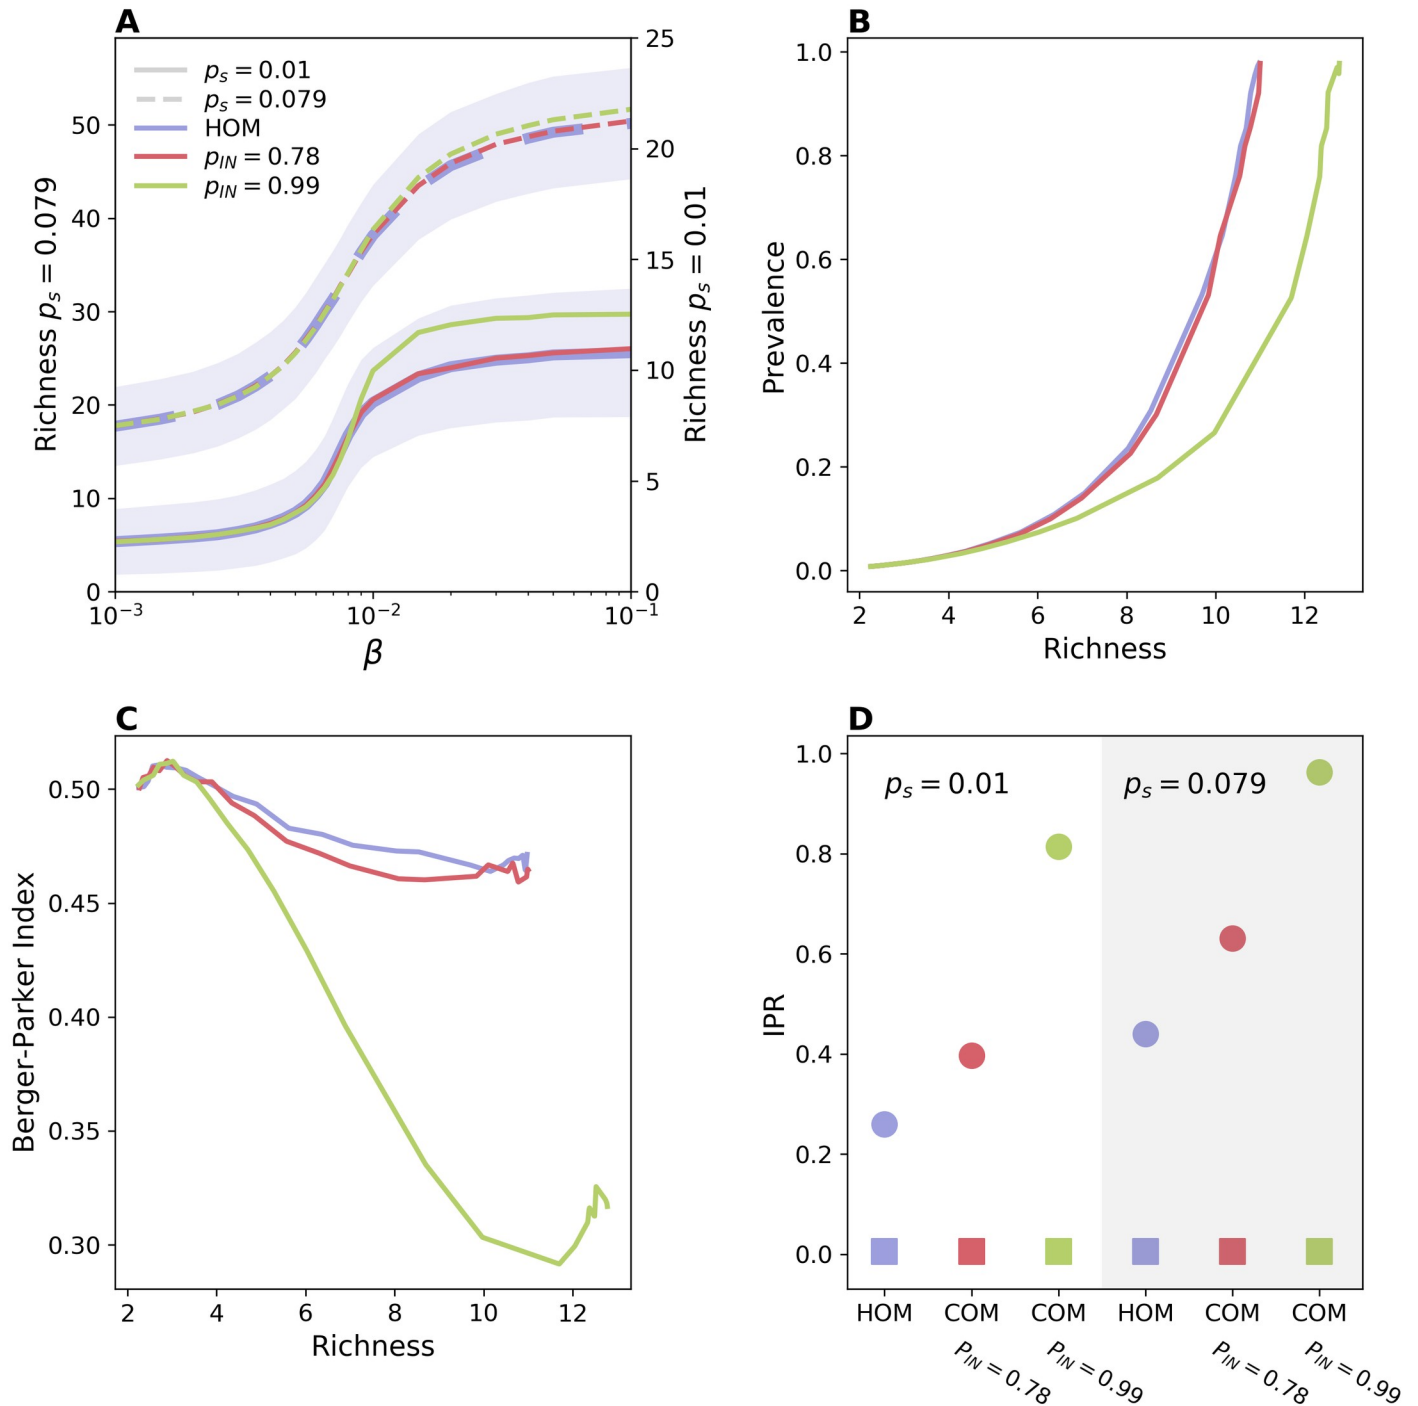 A
p_s = 0.01
p_s = 0.079
HOM
p_IN = 0.78
p_IN = 0.99
0
10
20
30
40
50
Richness p_s = 0.079
0
5
10
15
20
25
Richness p_s = 0.01
10^−3
10^−2
10^−1
β
B
1.0
0.8
0.6
0.4
0.2
0.0
Prevalence
2
4
6
8
10
12
Richness
C
0.50
0.45
0.40
0.35
0.30
Berger-Parker Index
2
4
6
8
10
12
Richness
D
p_s = 0.01
p_s = 0.079
1.0
0.8
0.6
0.4
0.2
0.0
IPR
HOM
COM
P_IN = 0.78
COM
P_IN = 0.99
HOM
COM
P_IN = 0.78
COM
P_IN = 0.99